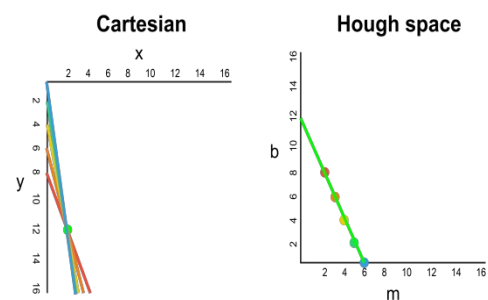 Cartesian
x
2 4 6 8 10 12 14 16
y
2 4 6 8 10 12 14 16
Hough space
b
16 14 12 10 8 6 4 2
2 4 6 8 10 12 14 16
m